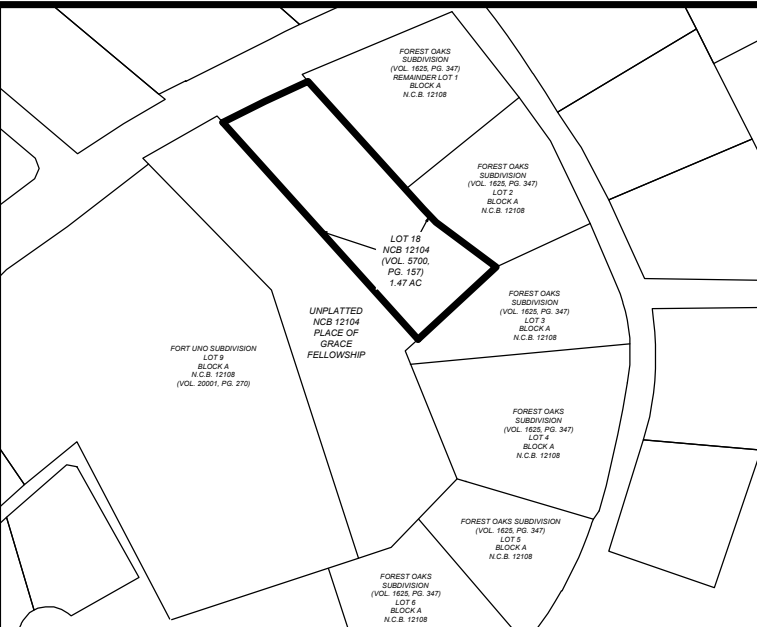 FOREST OAKS
SUBDIVISION
(VOL. 1625, PG. 347)
REMAINDER LOT 1
BLOCK A
N.C.B. 12108
FOREST OAKS
SUBDIVISION
(VOL. 1625, PG. 347)
LOT 2
BLOCK A
N.C.B. 12108
LOT 18
NCB 12104
(VOL. 5700,
PG. 157)
1.47 AC
FOREST OAKS
SUBDIVISION
(VOL. 1625, PG. 347)
LOT 3
BLOCK A
N.C.B. 12108
UNPLATTED
NCB 12104
PLACE OF
GRACE
FELLOWSHIP
FORT UNO SUBDIVISION
LOT 9
BLOCK A
N.C.B. 12108
(VOL. 20001, PG. 270)
FOREST OAKS
SUBDIVISION
(VOL. 1625, PG. 347)
LOT 4
BLOCK A
N.C.B. 12108
FOREST OAKS SUBDIVISION
(VOL. 1625, PG. 347)
LOT 5
BLOCK A
N.C.B. 12108
FOREST OAKS
SUBDIVISION
(VOL. 1625, PG. 347)
LOT 6
BLOCK A
N.C.B. 12108